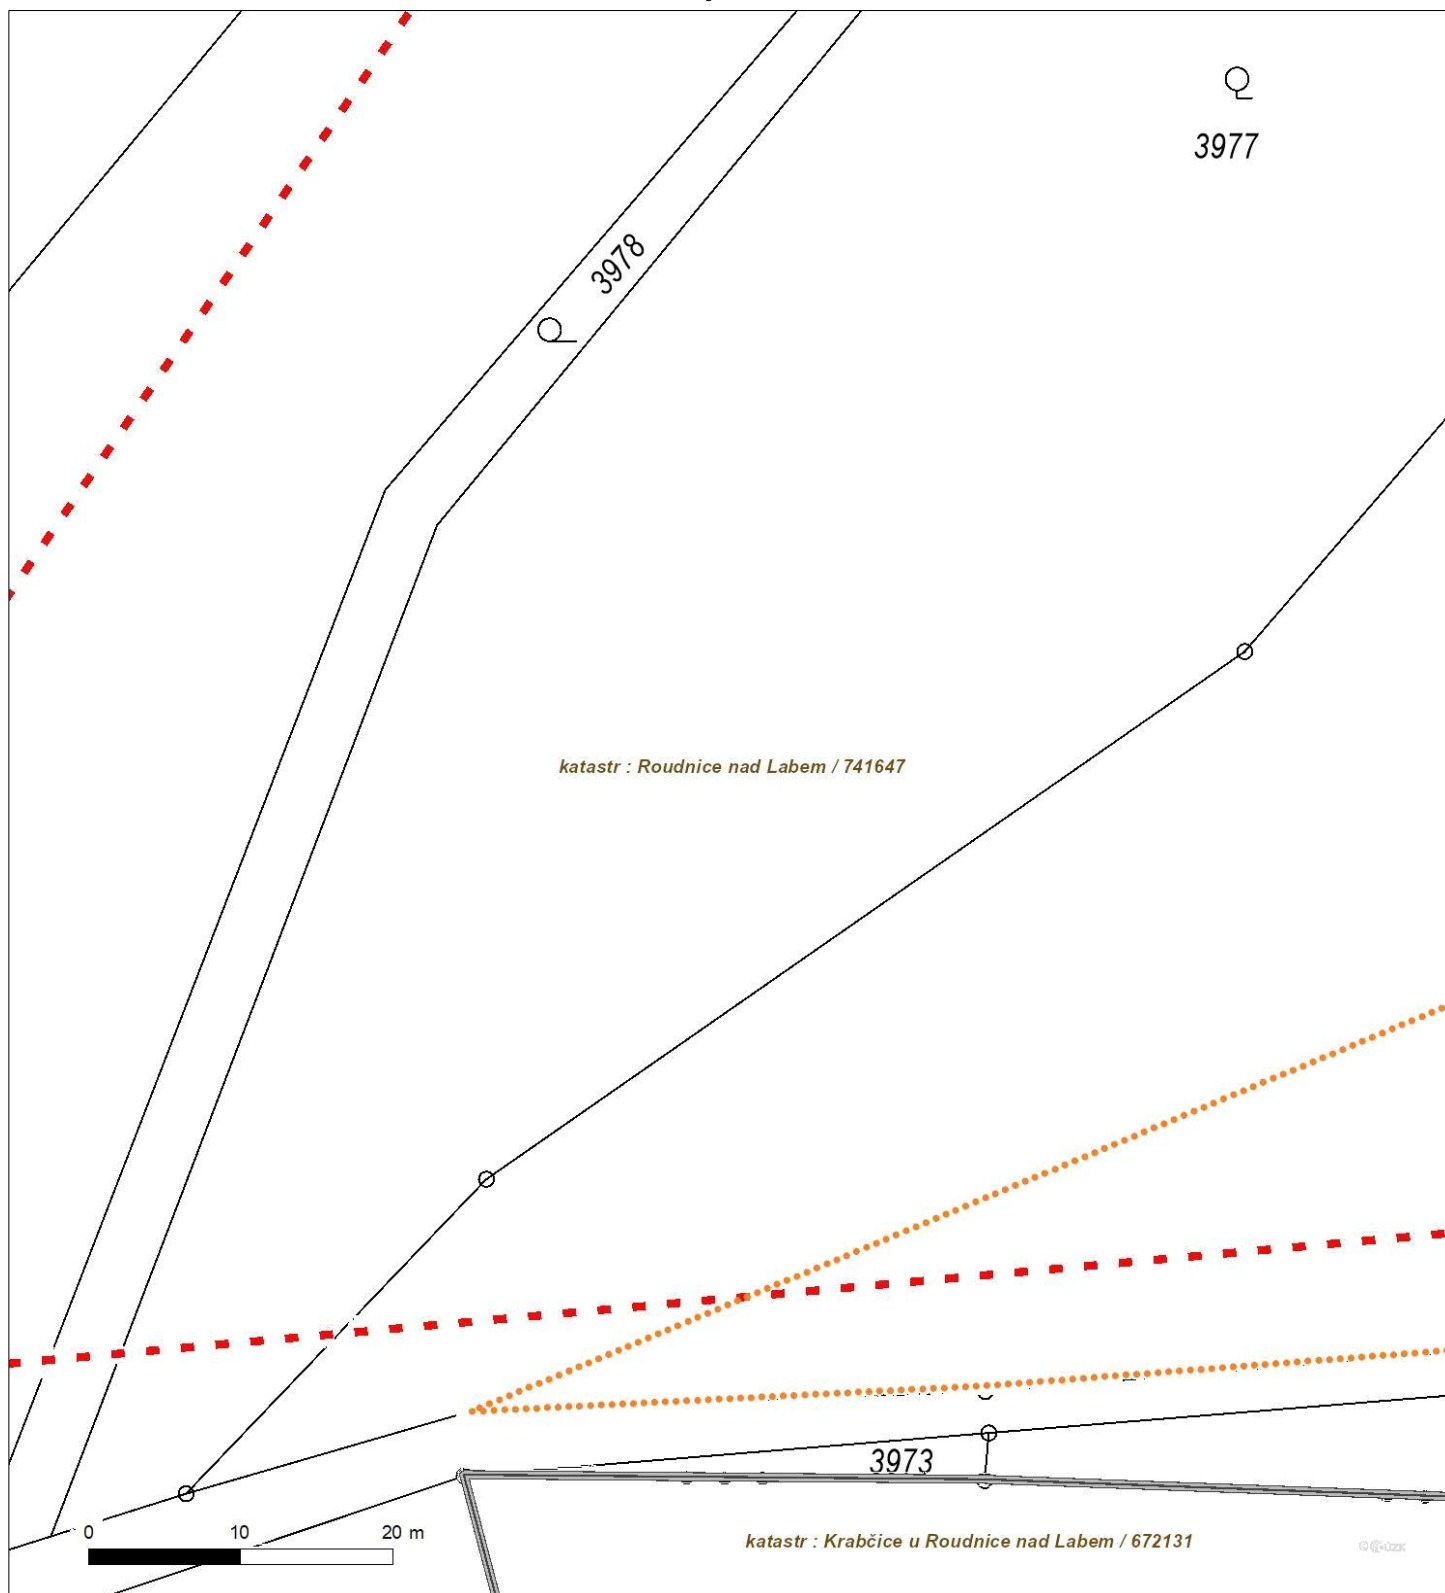 3977
3978
katastr : Roudnice nad Labem / 741647
3973
0 10 20 m
katastr : Krabčice u Roudnice nad Labem / 672131